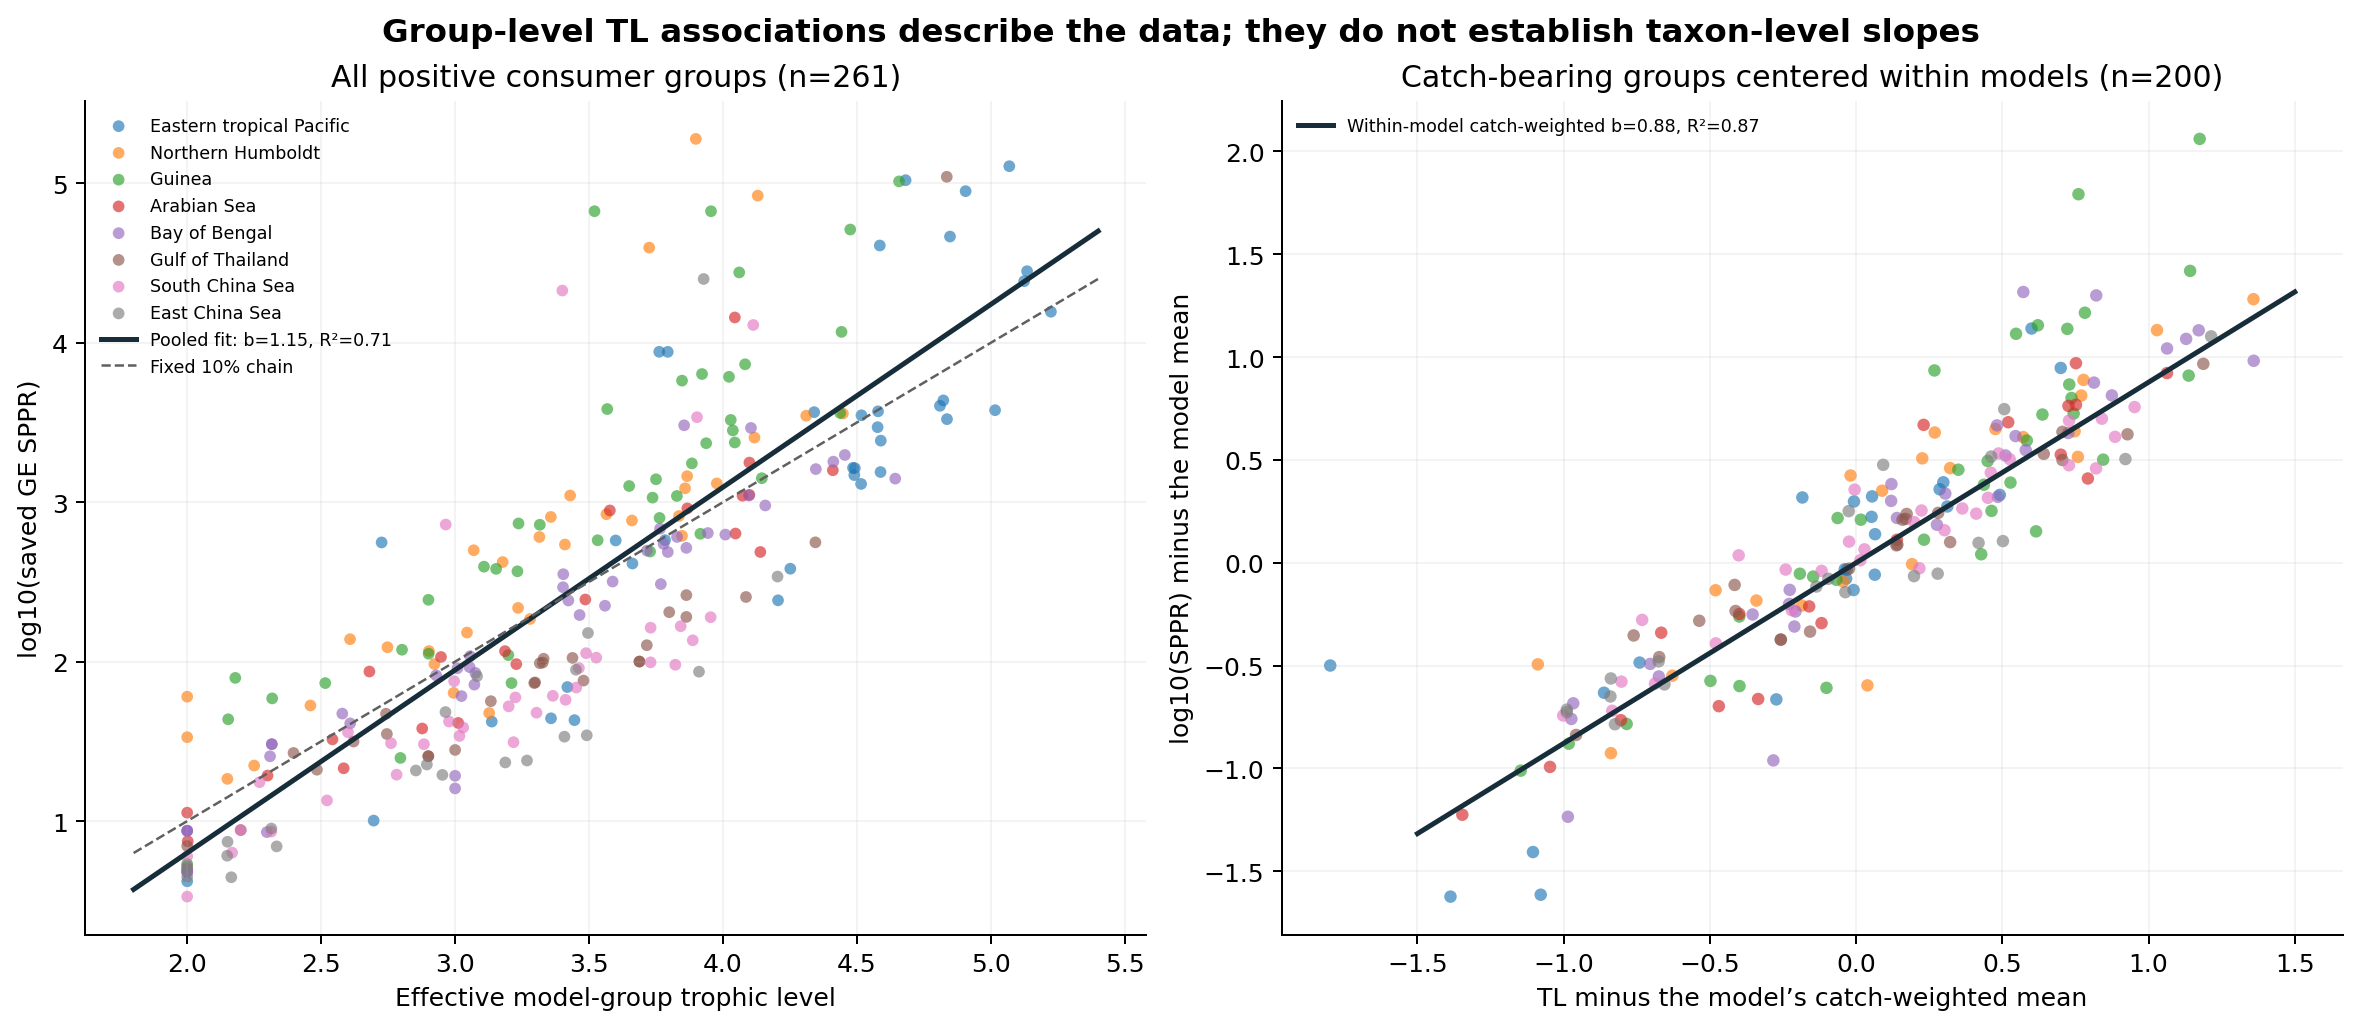 Group-level TL associations describe the data; they do not establish taxon-level slopes
All positive consumer groups (n=261)
Eastern tropical Pacific
Northern Humboldt
Guinea
Arabian Sea
Bay of Bengal
Gulf of Thailand
South China Sea
East China Sea
Pooled fit: b=1.15, R²=0.71
Fixed 10% chain
log10(saved GE SPPR)
5
4
3
2
1
2.0 2.5 3.0 3.5 4.0 4.5 5.0 5.5
Effective model-group trophic level
Catch-bearing groups centered within models (n=200)
Within-model catch-weighted b=0.88, R²=0.87
log10(SPPR) minus the model mean
2.0
1.5
1.0
0.5
0.0
−0.5
−1.0
−1.5
−1.5 −1.0 −0.5 0.0 0.5 1.0 1.5
TL minus the model’s catch-weighted mean